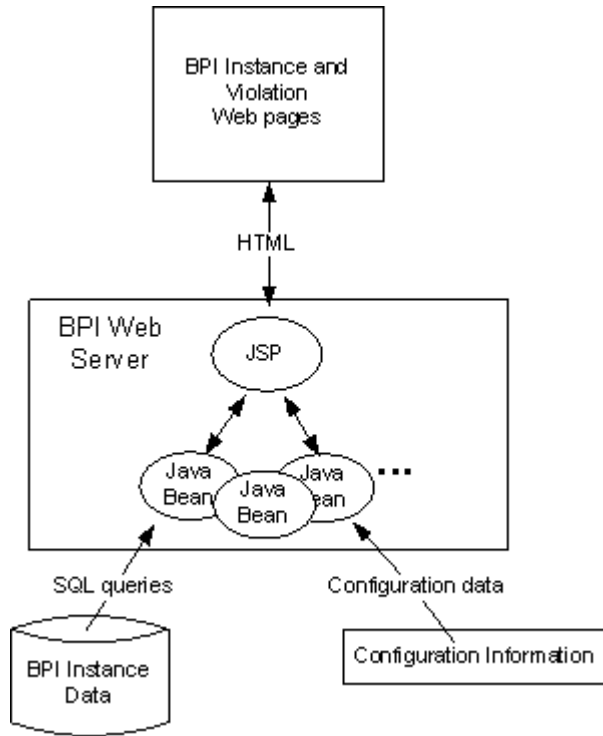 BPI Instance and
Violation
Web pages
HTML
BPI Web
Server
JSP
Java
Bean
Java
Bean
Java
Bean
...
SQL queries
Configuration data
BPI Instance
Data
Configuration Information